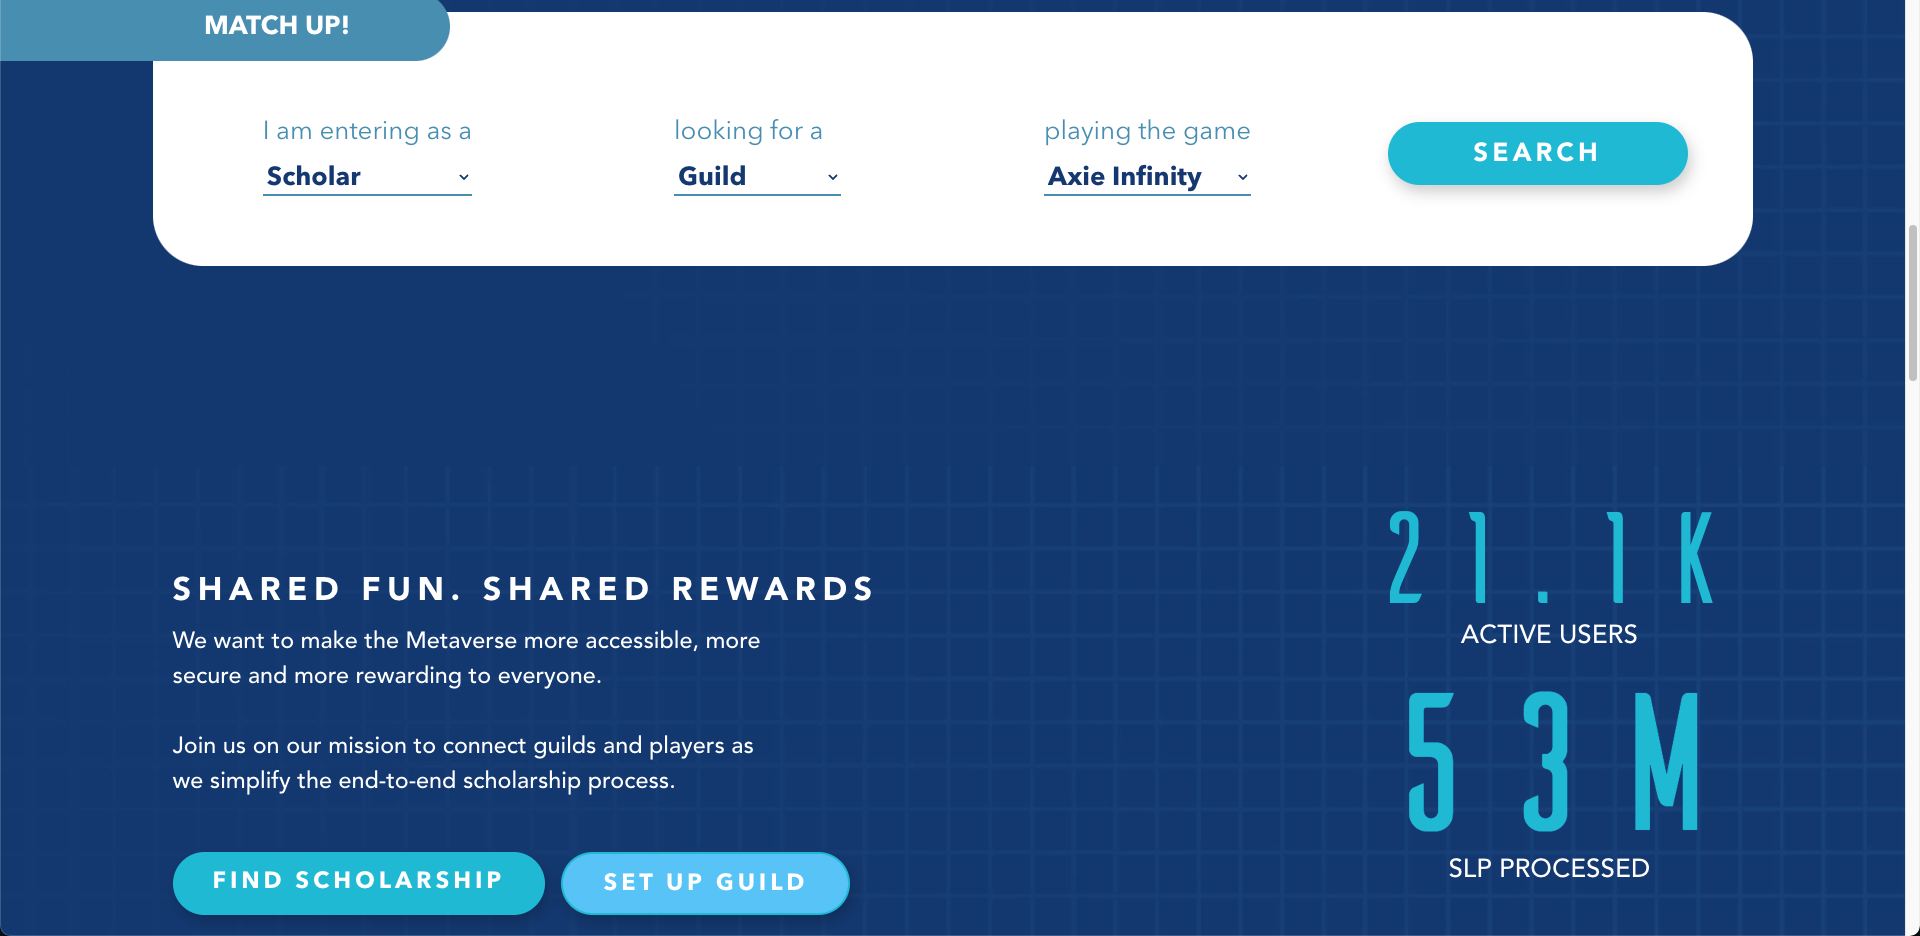 MATCH UP!
I am entering as a
Scholar
looking for a
Guild
playing the game
Axie Infinity
SEARCH
SHARED FUN. SHARED REWARDS
We want to make the Metaverse more accessible, more
secure and more rewarding to everyone.
Join us on our mission to connect guilds and players as
we simplify the end-to-end scholarship process.
FIND SCHOLARSHIP
SET UP GUILD
21.1K
ACTIVE USERS
53M
SLP PROCESSED